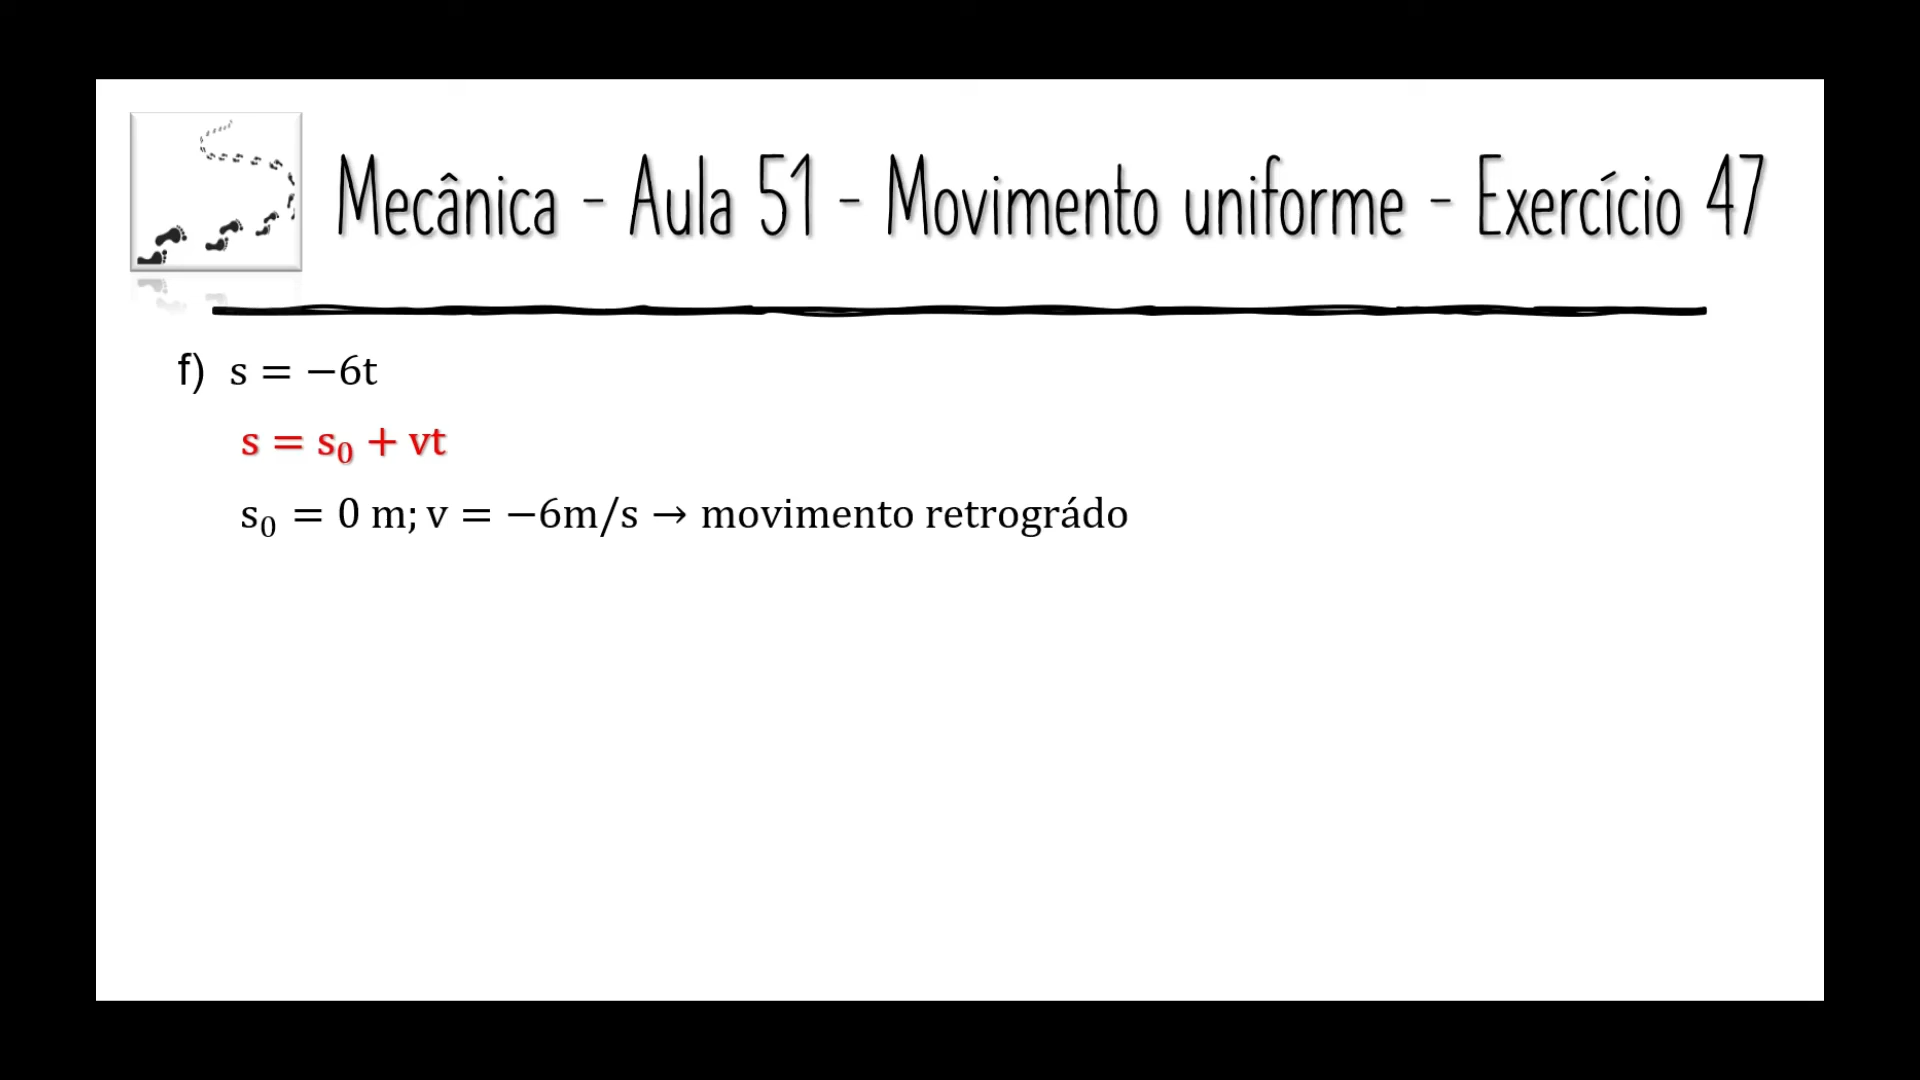 Mecânica - Aula 51 - Movimento uniforme - Exercício 47
f) s = −6t
s = s₀ + vt
s₀ = 0 m; v = −6m/s → movimento retrográdo